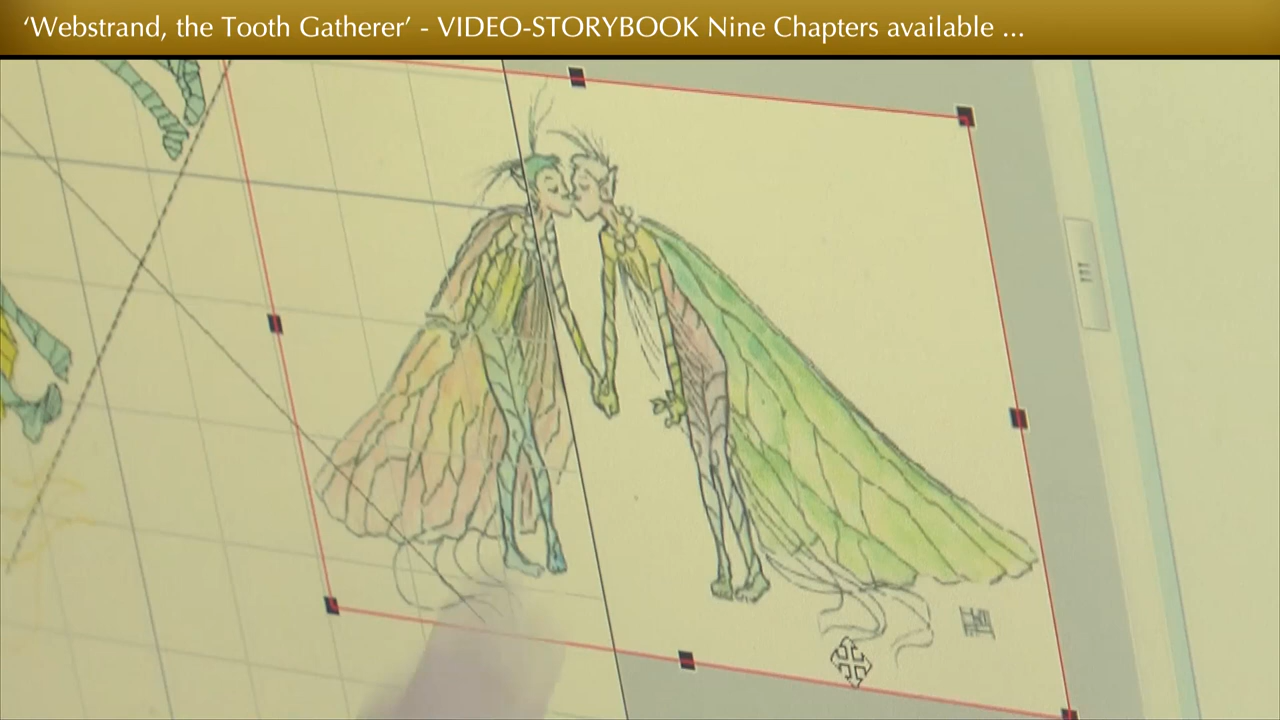 ‘Webstrand, the Tooth Gatherer’ - VIDEO-STORYBOOK Nine Chapters available ...